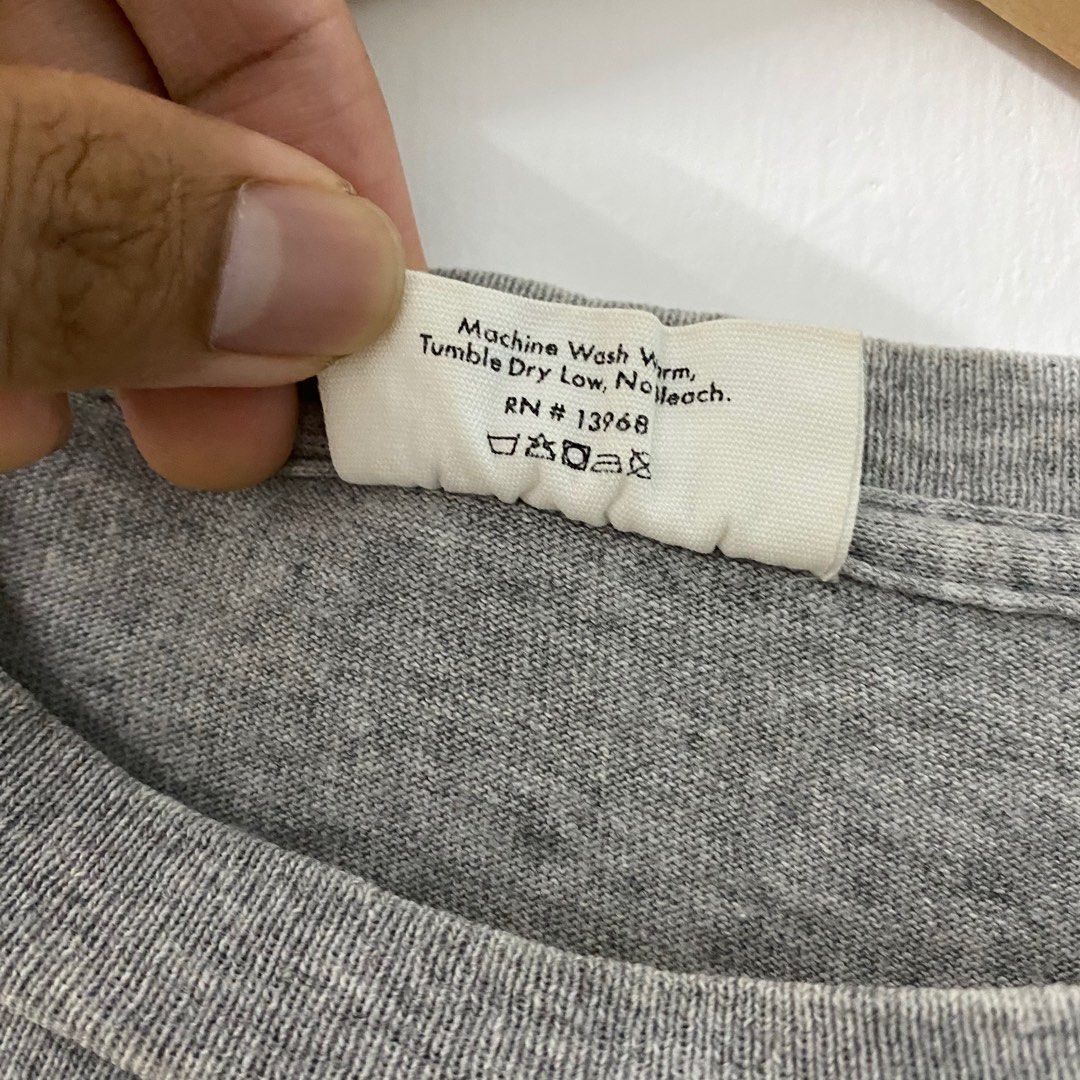 Machine Wash Warm,
Tumble Dry Low, No Bleach.
RN # 13968